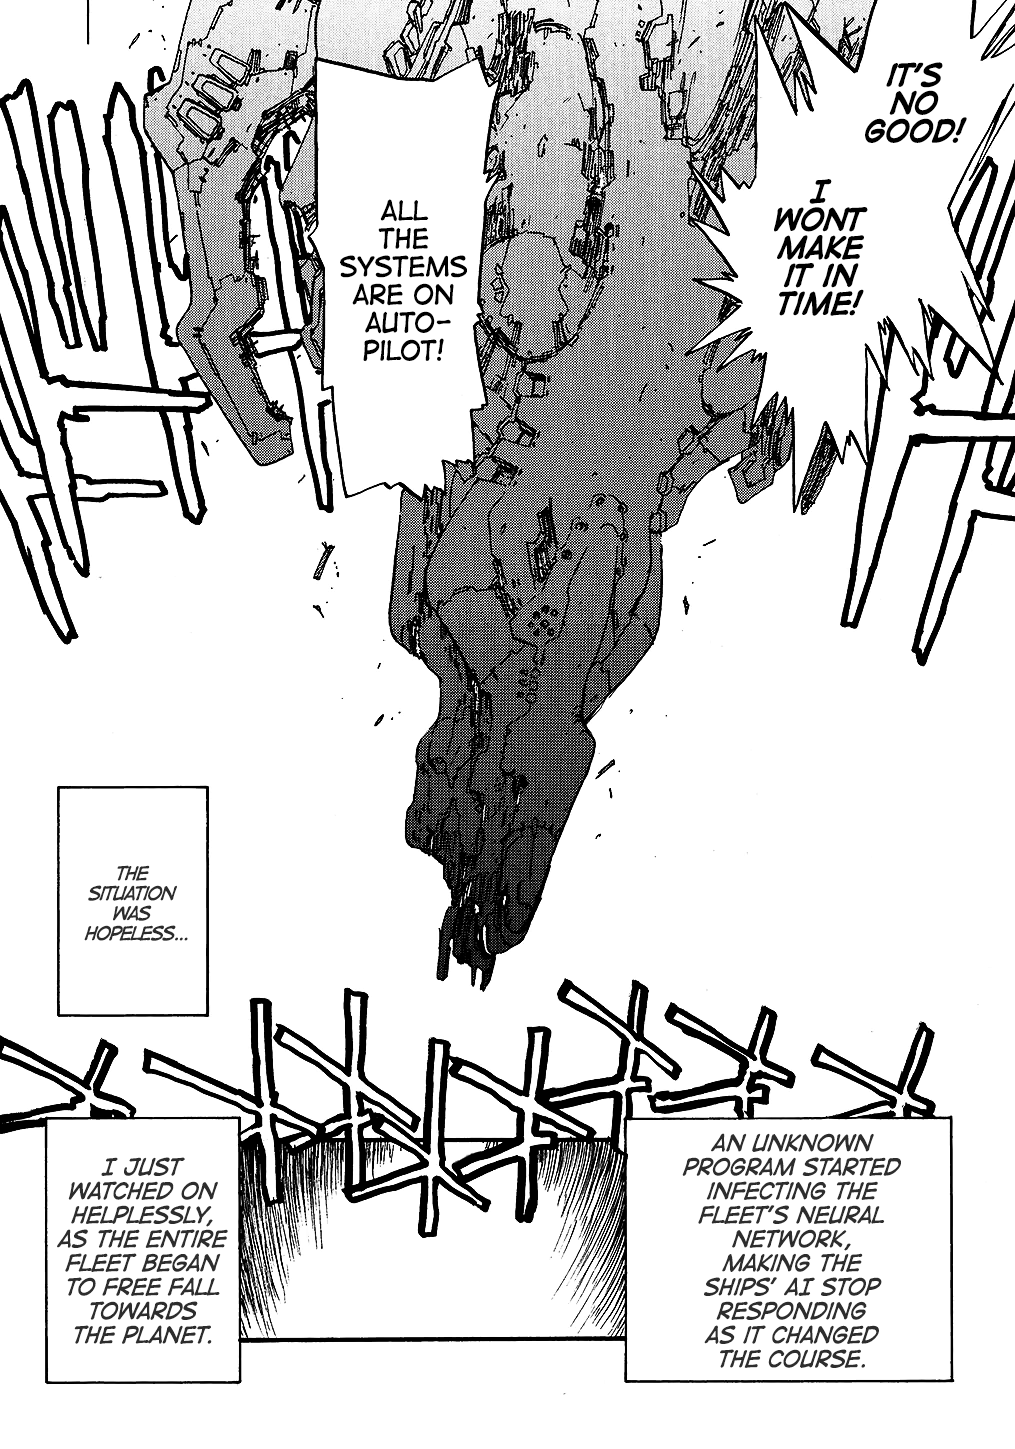 IT'S
NO
GOOD!
I
WONT
MAKE
IT IN
TIME!
ALL
THE
SYSTEMS
ARE ON
AUTO-
PILOT!
THE
SITUATION
WAS
HOPELESS...
AN UNKNOWN
PROGRAM STARTED
INFECTING THE
FLEET'S NEURAL
NETWORK,
MAKING THE
SHIPS' AI STOP
RESPONDING
AS IT CHANGED
THE COURSE.
I JUST
WATCHED ON
HELPLESSLY,
AS THE ENTIRE
FLEET BEGAN
TO FREE FALL
TOWARDS
THE PLANET.